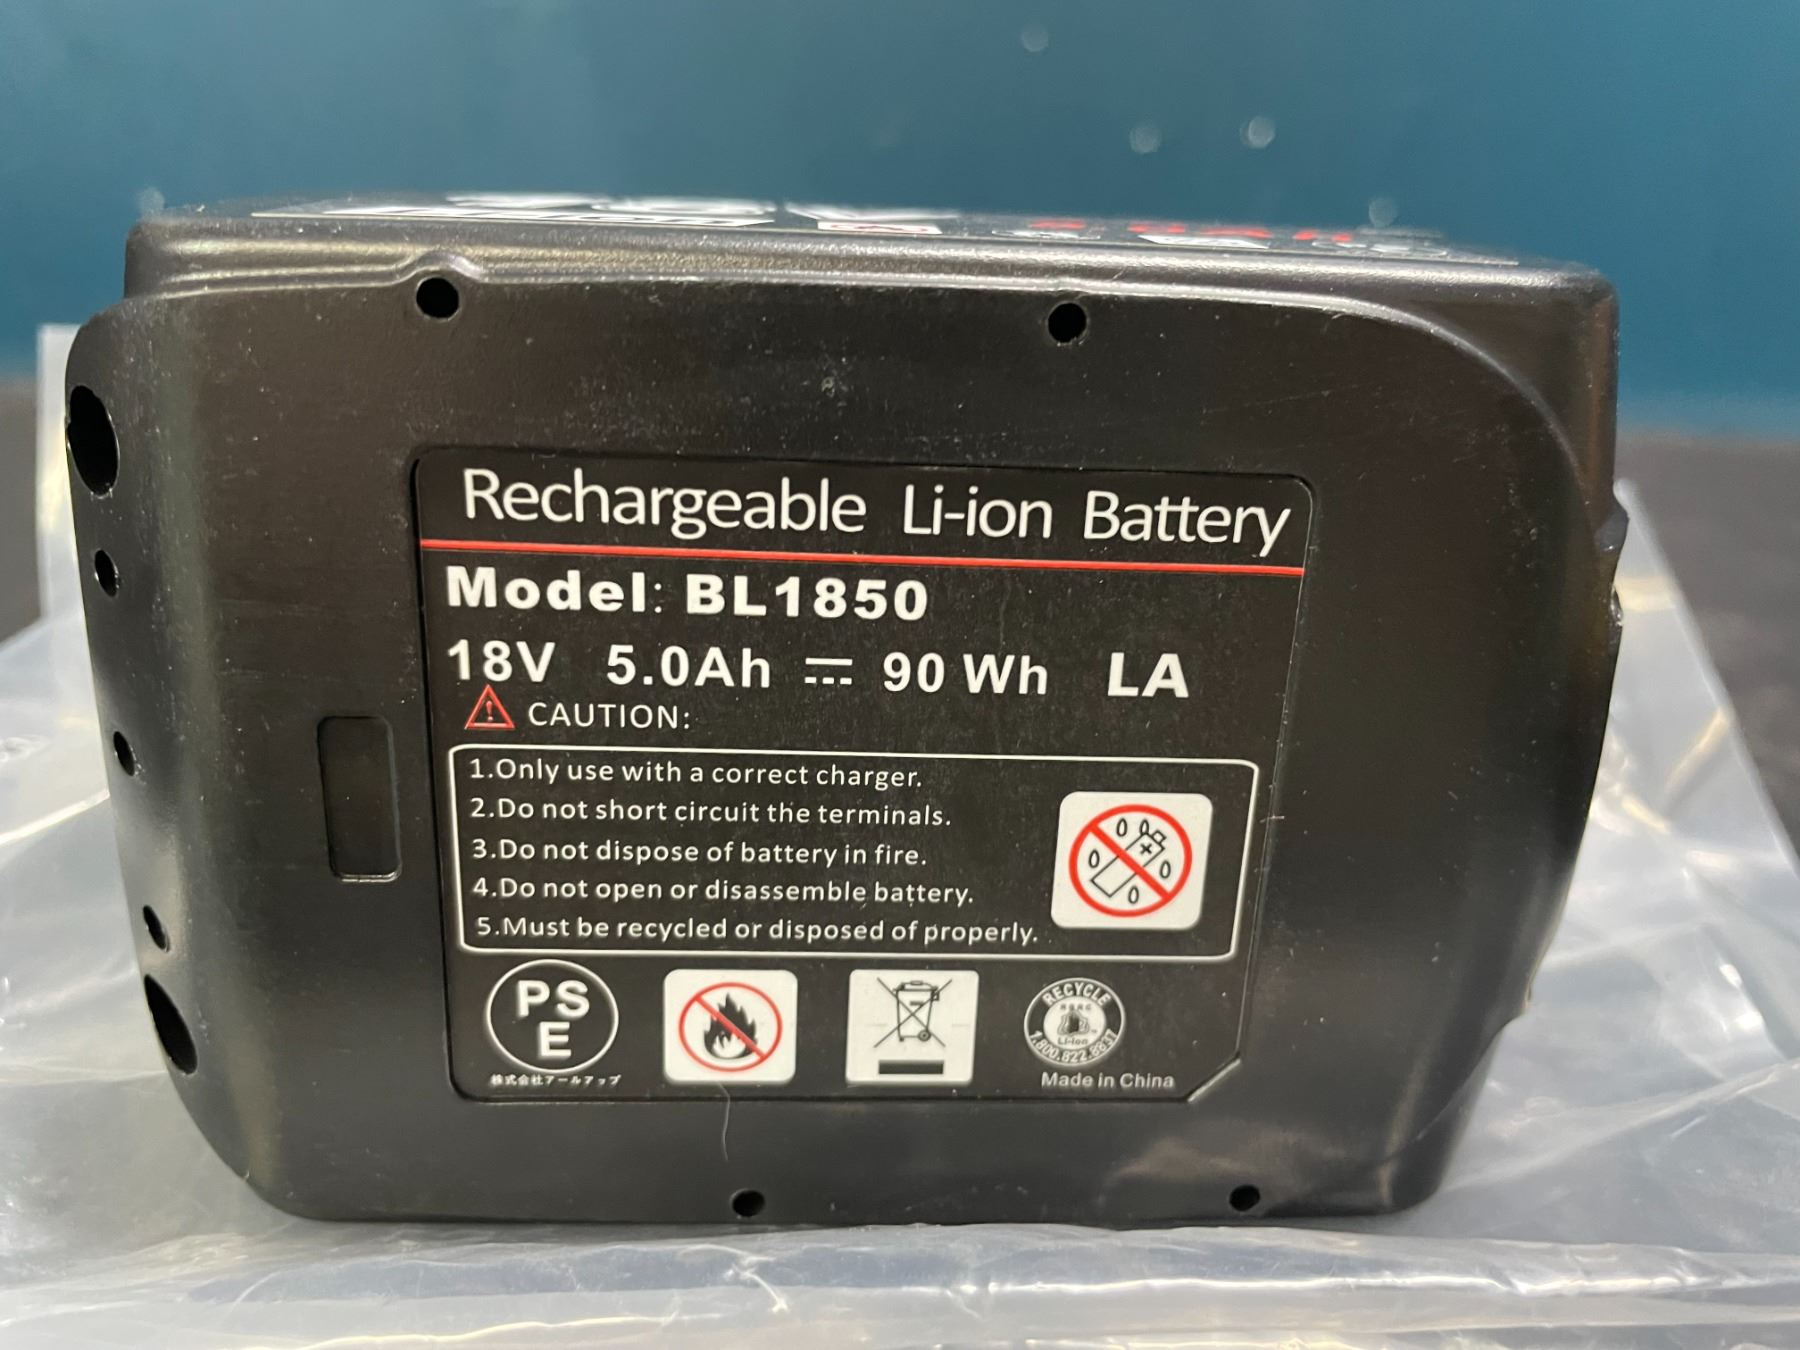 Rechargeable Li-ion Battery
Model: BL1850
18V 5.0Ah ⎓ 90 Wh LA
CAUTION:
1.Only use with a correct charger.
2.Do not short circuit the terminals.
3.Do not dispose of battery in fire.
4.Do not open or disassemble battery.
5.Must be recycled or disposed of properly.
PS
E
株式会社アールアップ
RECYCLE
Li-ion
1.800.822.8837
Made in China